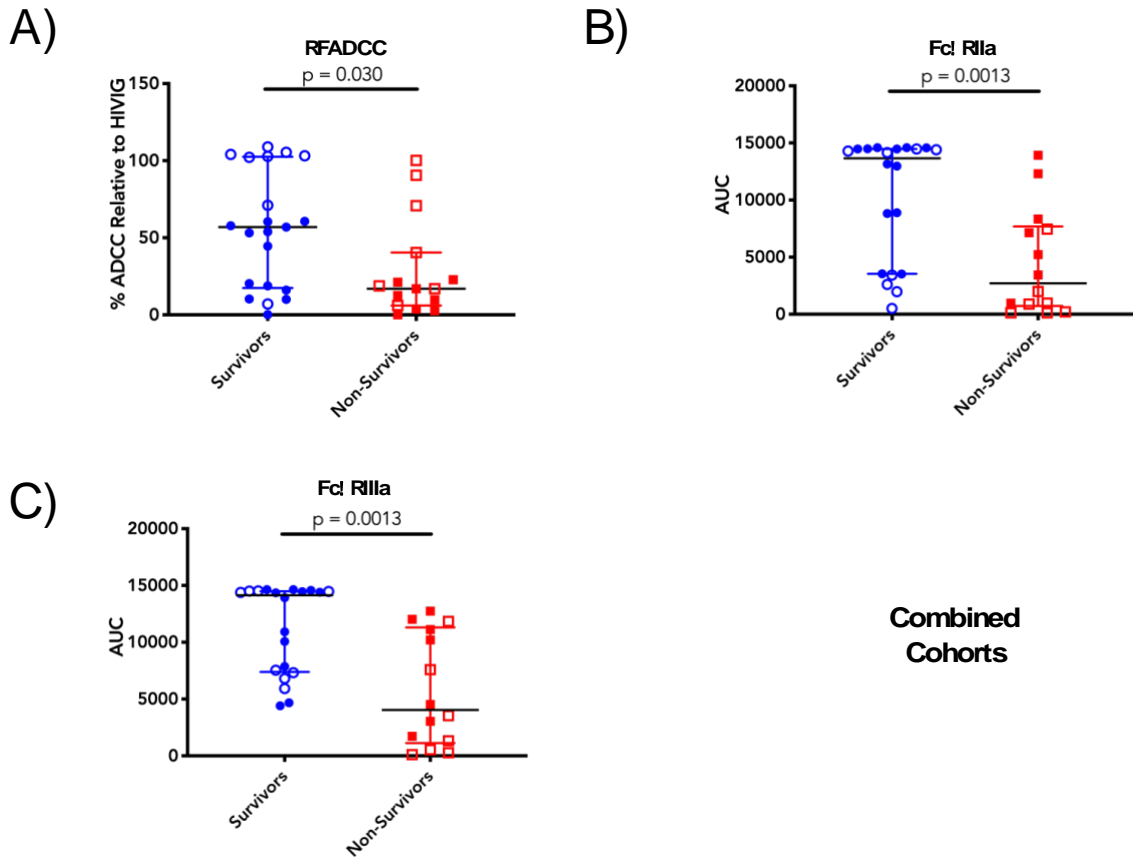 A)
RFADCC
p = 0.030
% ADCC Relative to HIVIG
150
100
50
0
Survivors
Non-Survivors
B)
Fc! RIIa
p = 0.0013
AUC
20000
15000
10000
5000
0
Survivors
Non-Survivors
C)
Fc! RIIIa
p = 0.0013
AUC
20000
15000
10000
5000
0
Survivors
Non-Survivors
Combined
Cohorts